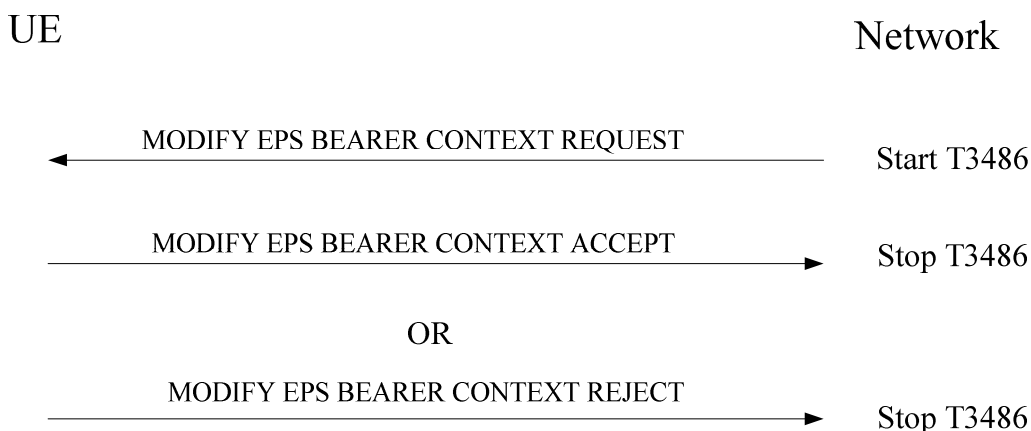 UE
Network
MODIFY EPS BEARER CONTEXT REQUEST
Start T3486
MODIFY EPS BEARER CONTEXT ACCEPT
Stop T3486
OR
MODIFY EPS BEARER CONTEXT REJECT
Stop T3486